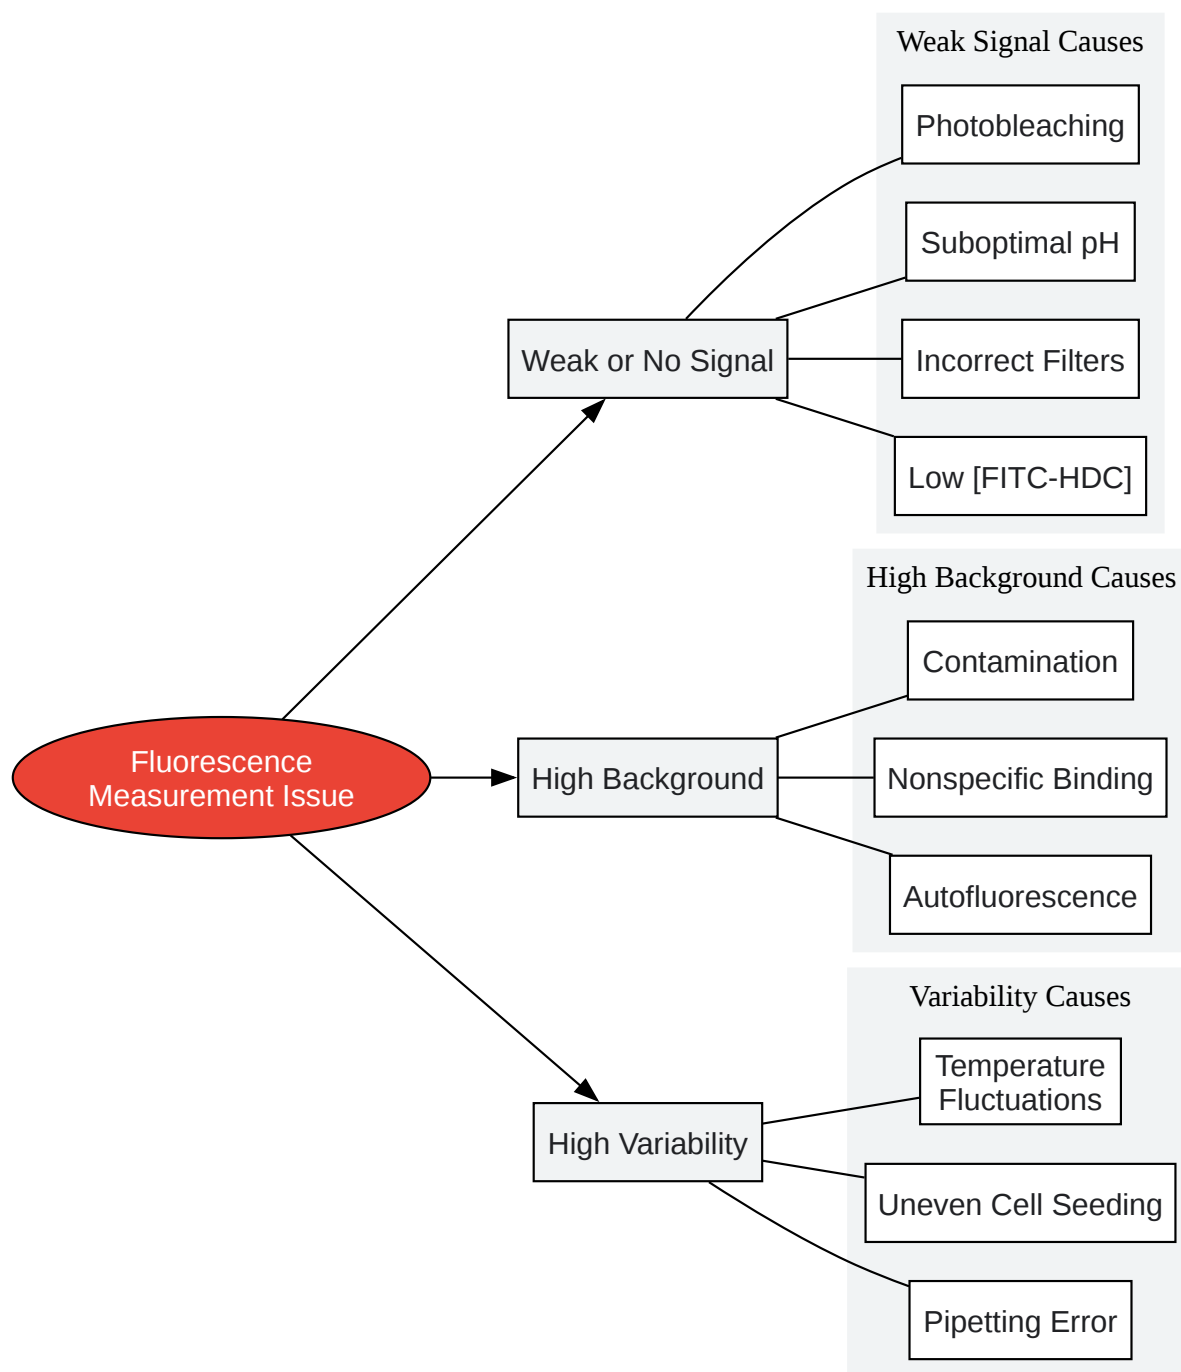 Weak Signal Causes
Photobleaching
Suboptimal pH
Weak or No Signal
Incorrect Filters
Low [FITC-HDC]
High Background Causes
Contamination
Fluorescence
Measurement Issue
High Background
Nonspecific Binding
Autofluorescence
Variability Causes
Temperature
Fluctuations
High Variability
Uneven Cell Seeding
Pipetting Error